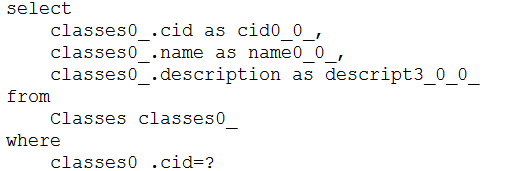 select
    classes0_.cid as cid0_0_,
    classes0_.name as name0_0_,
    classes0_.description as descript3_0_0_
from
    Classes classes0_
where
    classes0 .cid=?